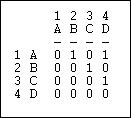 1 2 3 4
A B C D
– – – –
1 A 0 1 0 1
2 B 0 0 1 0
3 C 0 0 0 1
4 D 0 0 0 0